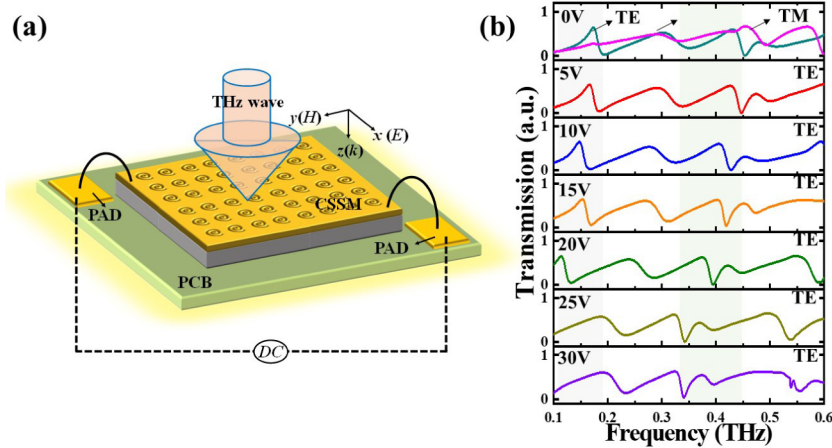 (a)
THz wave
y(H)
x (E)
z(k)
CSSM
PAD
PAD
PCB
DC
(b)
Transmission (a.u.)
1
0
0V
TE
TM
1
0
5V
TE
1
0
10V
TE
1
0
15V
TE
1
0
20V
TE
1
0
25V
TE
1
0
30V
TE
0.1
0.2
0.3
0.4
0.5
0.6
Frequency (THz)